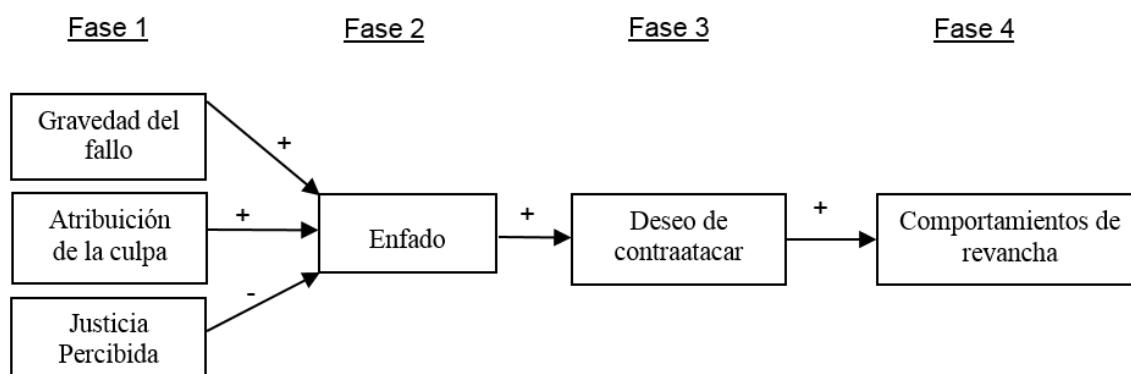 Fase 1
Fase 2
Fase 3
Fase 4
Gravedad del
fallo
+
Atribuición
de la culpa
+
Justicia
Percibida
-
Enfado
+
Deseo de
contraatacar
+
Comportamientos de
revancha